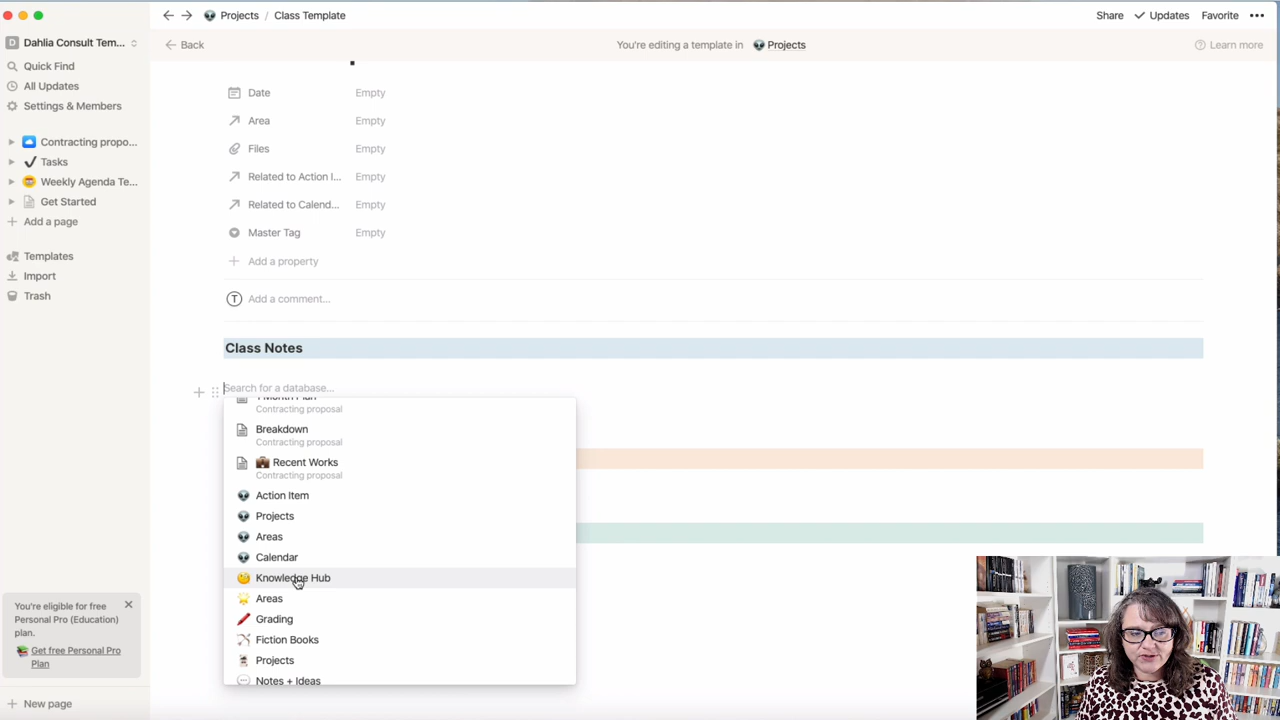 Projects / Class Template
Share
Updates
Favorite
D Dahlia Consult Tem...
Back
You're editing a template in Projects
Learn more
Quick Find
All Updates
Settings & Members
Contracting propo...
Tasks
Weekly Agenda Te...
Get Started
Add a page
Templates
Import
Trash
Date Empty
Area Empty
Files Empty
Related to Action I... Empty
Related to Calend... Empty
Master Tag Empty
Add a property
T Add a comment...
Class Notes
Search for a database...
Contracting proposal
Breakdown
Contracting proposal
Recent Works
Contracting proposal
Action Item
Projects
Areas
Calendar
Knowledge Hub
Areas
Grading
Fiction Books
Projects
Notes + Ideas
You're eligible for free
Personal Pro (Education)
plan.
Get free Personal Pro
Plan
New page